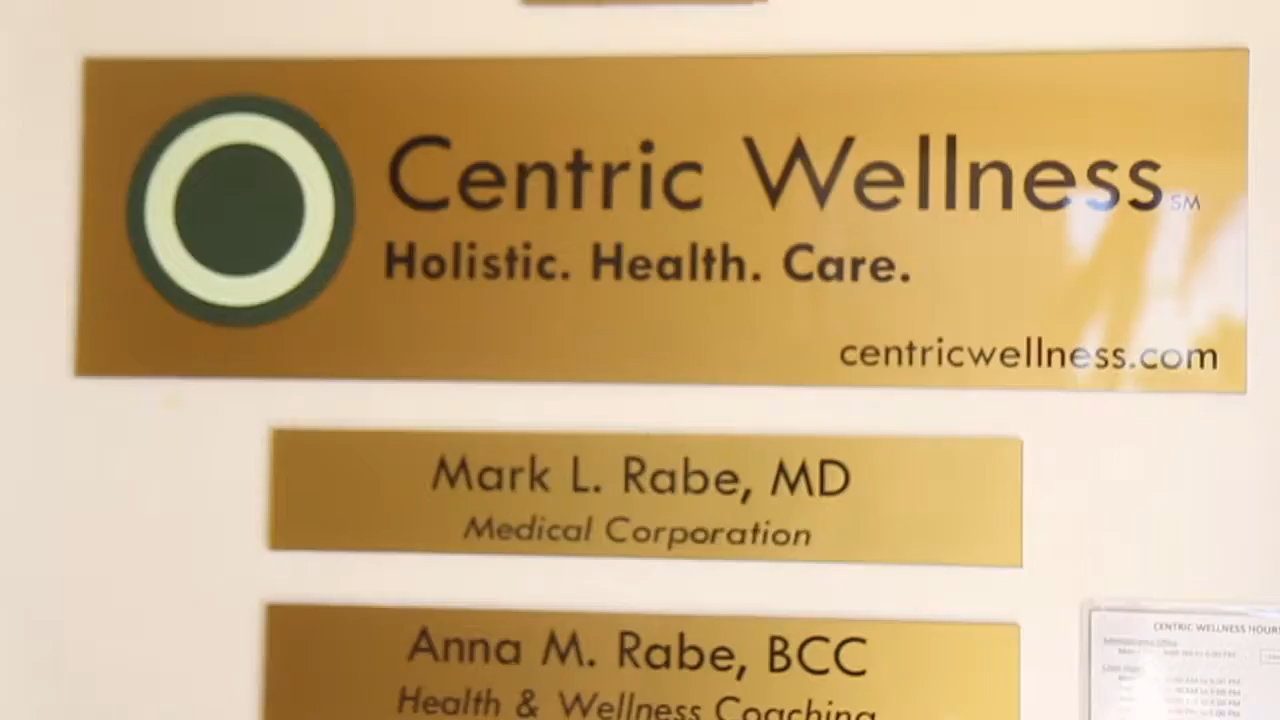 Centric Wellness SM
Holistic. Health. Care.
centricwellness.com
Mark L. Rabe, MD
Medical Corporation
Anna M. Rabe, BCC
Health & Wellness Coaching
CENTRIC WELLNESS HOURS